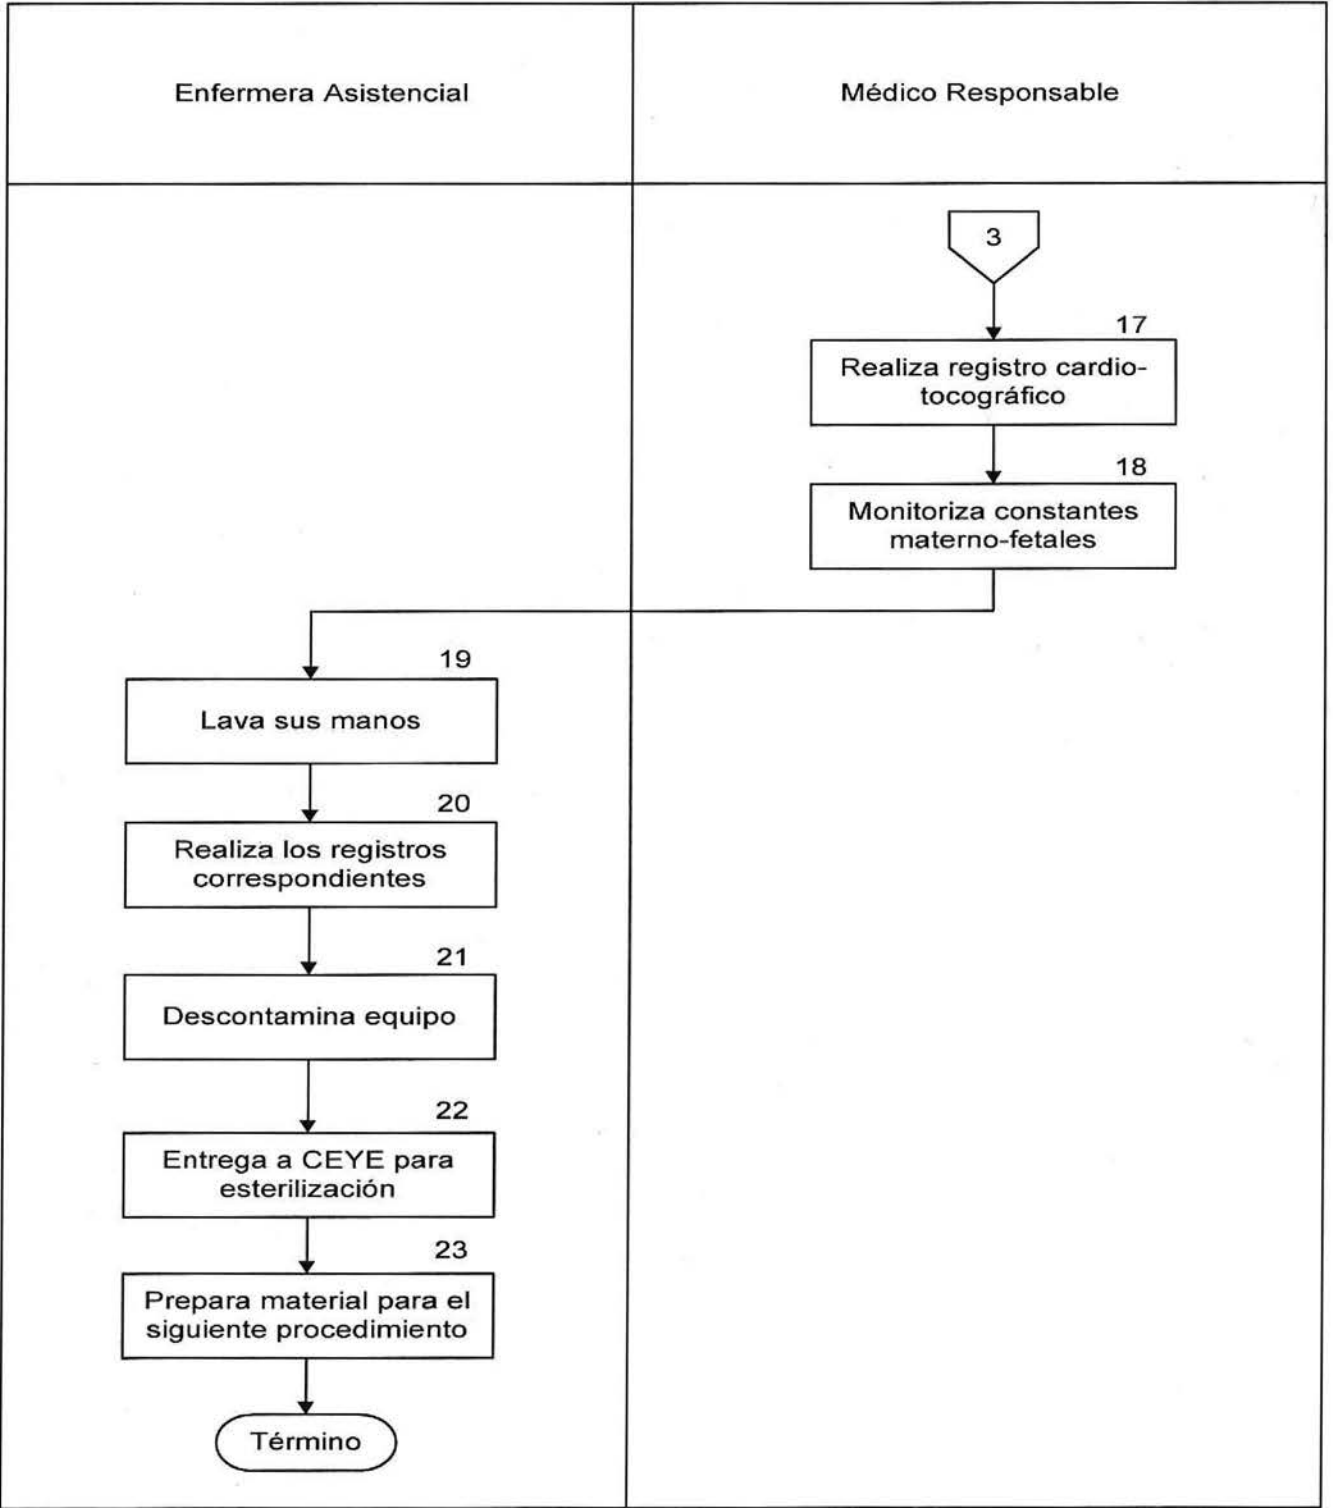 Enfermera Asistencial
Médico Responsable
3
17
Realiza registro cardio-
tocográfico
18
Monitoriza constantes
materno-fetales
19
Lava sus manos
20
Realiza los registros
correspondientes
21
Descontamina equipo
22
Entrega a CEYE para
esterilización
23
Prepara material para el
siguiente procedimiento
Término